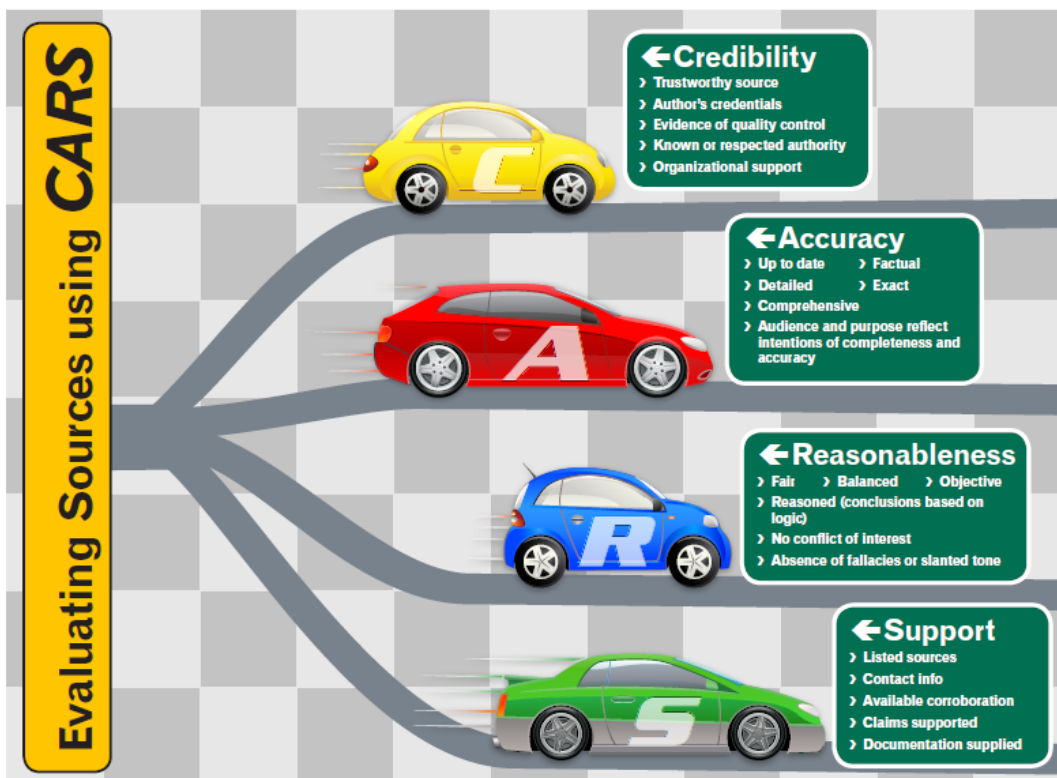 Evaluating Sources using CARS
C
←Credibility
› Trustworthy source
› Author's credentials
› Evidence of quality control
› Known or respected authority
› Organizational support
A
←Accuracy
› Up to date › Factual
› Detailed › Exact
› Comprehensive
› Audience and purpose reflect
intentions of completeness and
accuracy
R
←Reasonableness
› Fair › Balanced › Objective
› Reasoned (conclusions based on
logic)
› No conflict of interest
› Absence of fallacies or slanted tone
S
←Support
› Listed sources
› Contact info
› Available corroboration
› Claims supported
› Documentation supplied